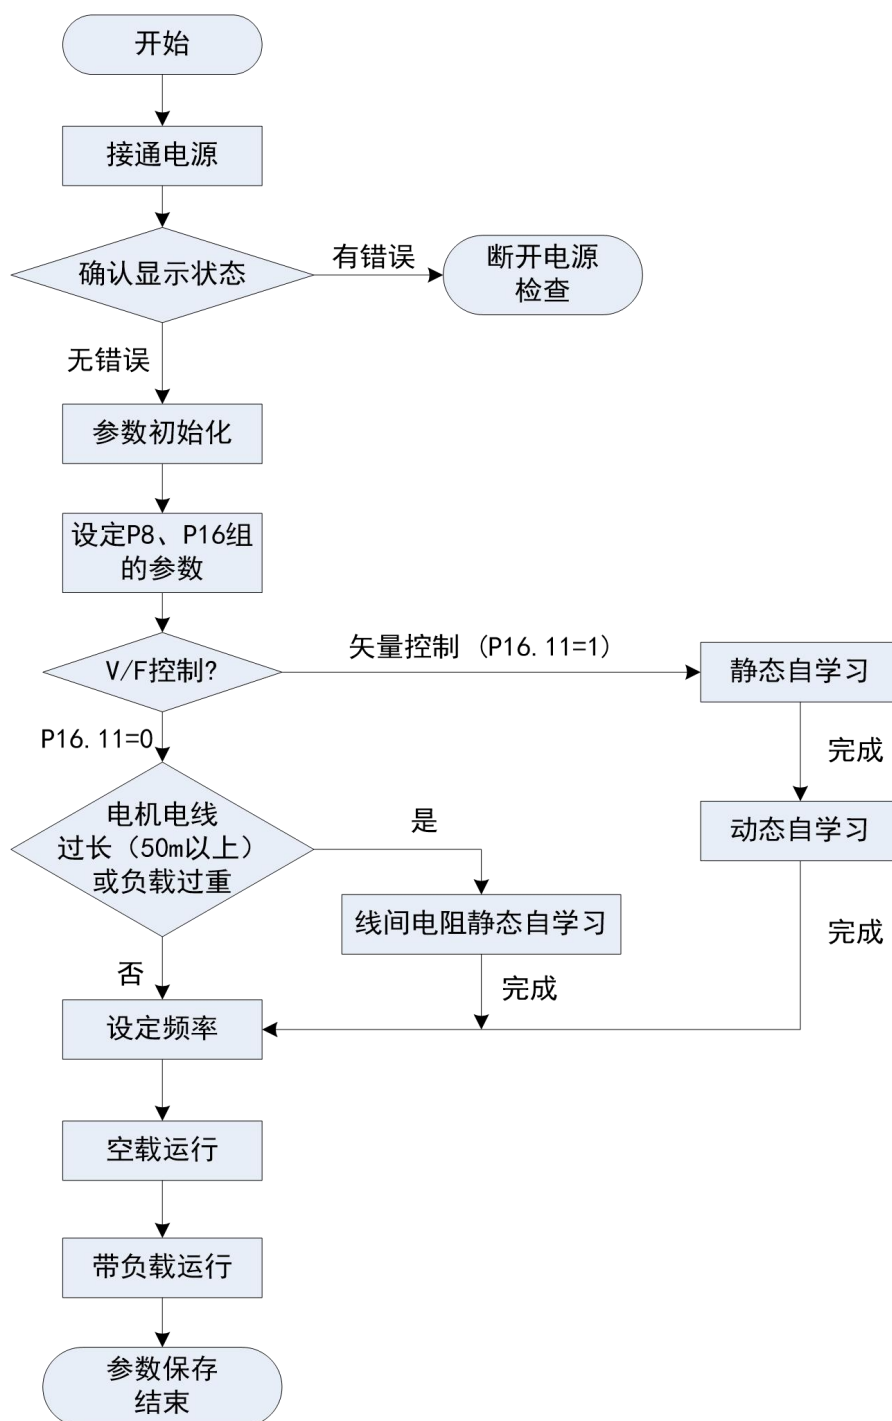 开始
接通电源
确认显示状态
有错误
断开电源
检查
无错误
参数初始化
设定P8、P16组
的参数
V/F控制?
矢量控制 (P16.11=1)
静态自学习
P16.11=0
完成
电机电线
过长（50m以上）
或负载过重
是
动态自学习
线间电阻静态自学习
完成
否
完成
设定频率
空载运行
带负载运行
参数保存
结束